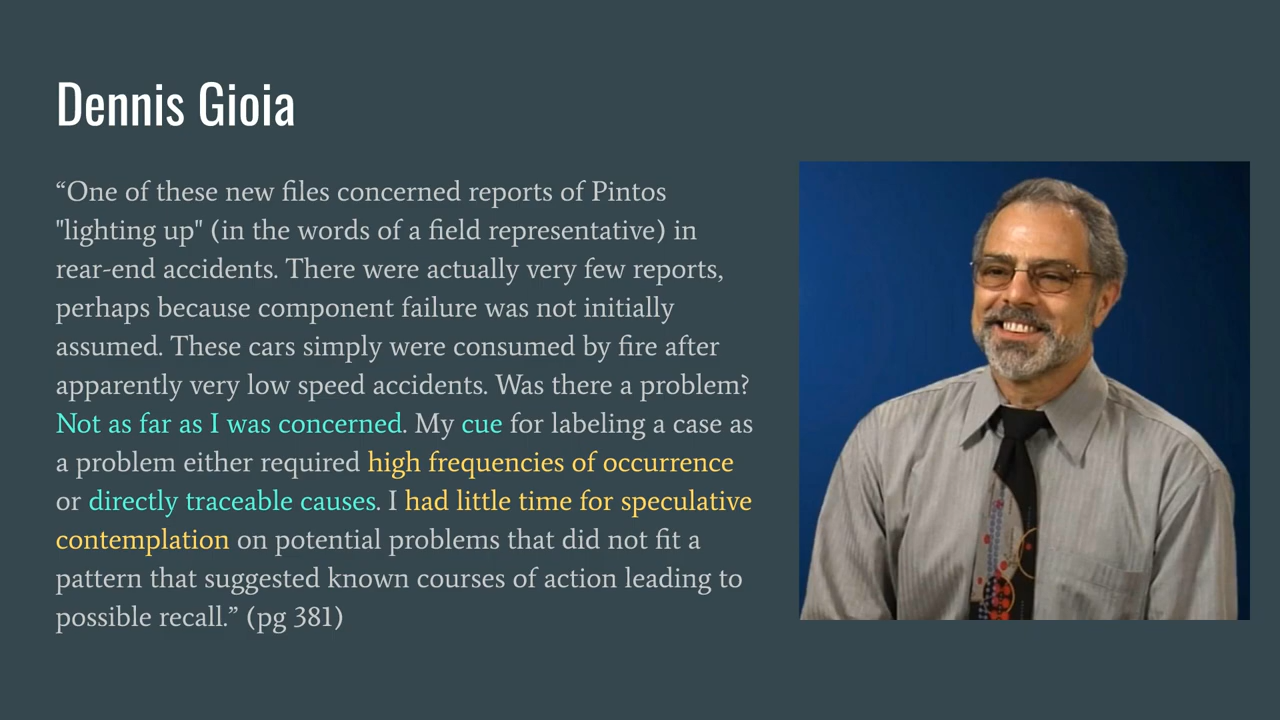 Dennis Gioia
“One of these new files concerned reports of Pintos
"lighting up" (in the words of a field representative) in
rear-end accidents. There were actually very few reports,
perhaps because component failure was not initially
assumed. These cars simply were consumed by fire after
apparently very low speed accidents. Was there a problem?
Not as far as I was concerned. My cue for labeling a case as
a problem either required high frequencies of occurrence
or directly traceable causes. I had little time for speculative
contemplation on potential problems that did not fit a
pattern that suggested known courses of action leading to
possible recall.” (pg 381)